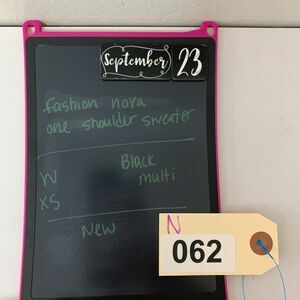 September 23
fashion nova
one shoulder sweater
W Black
XS multi
New
N
062